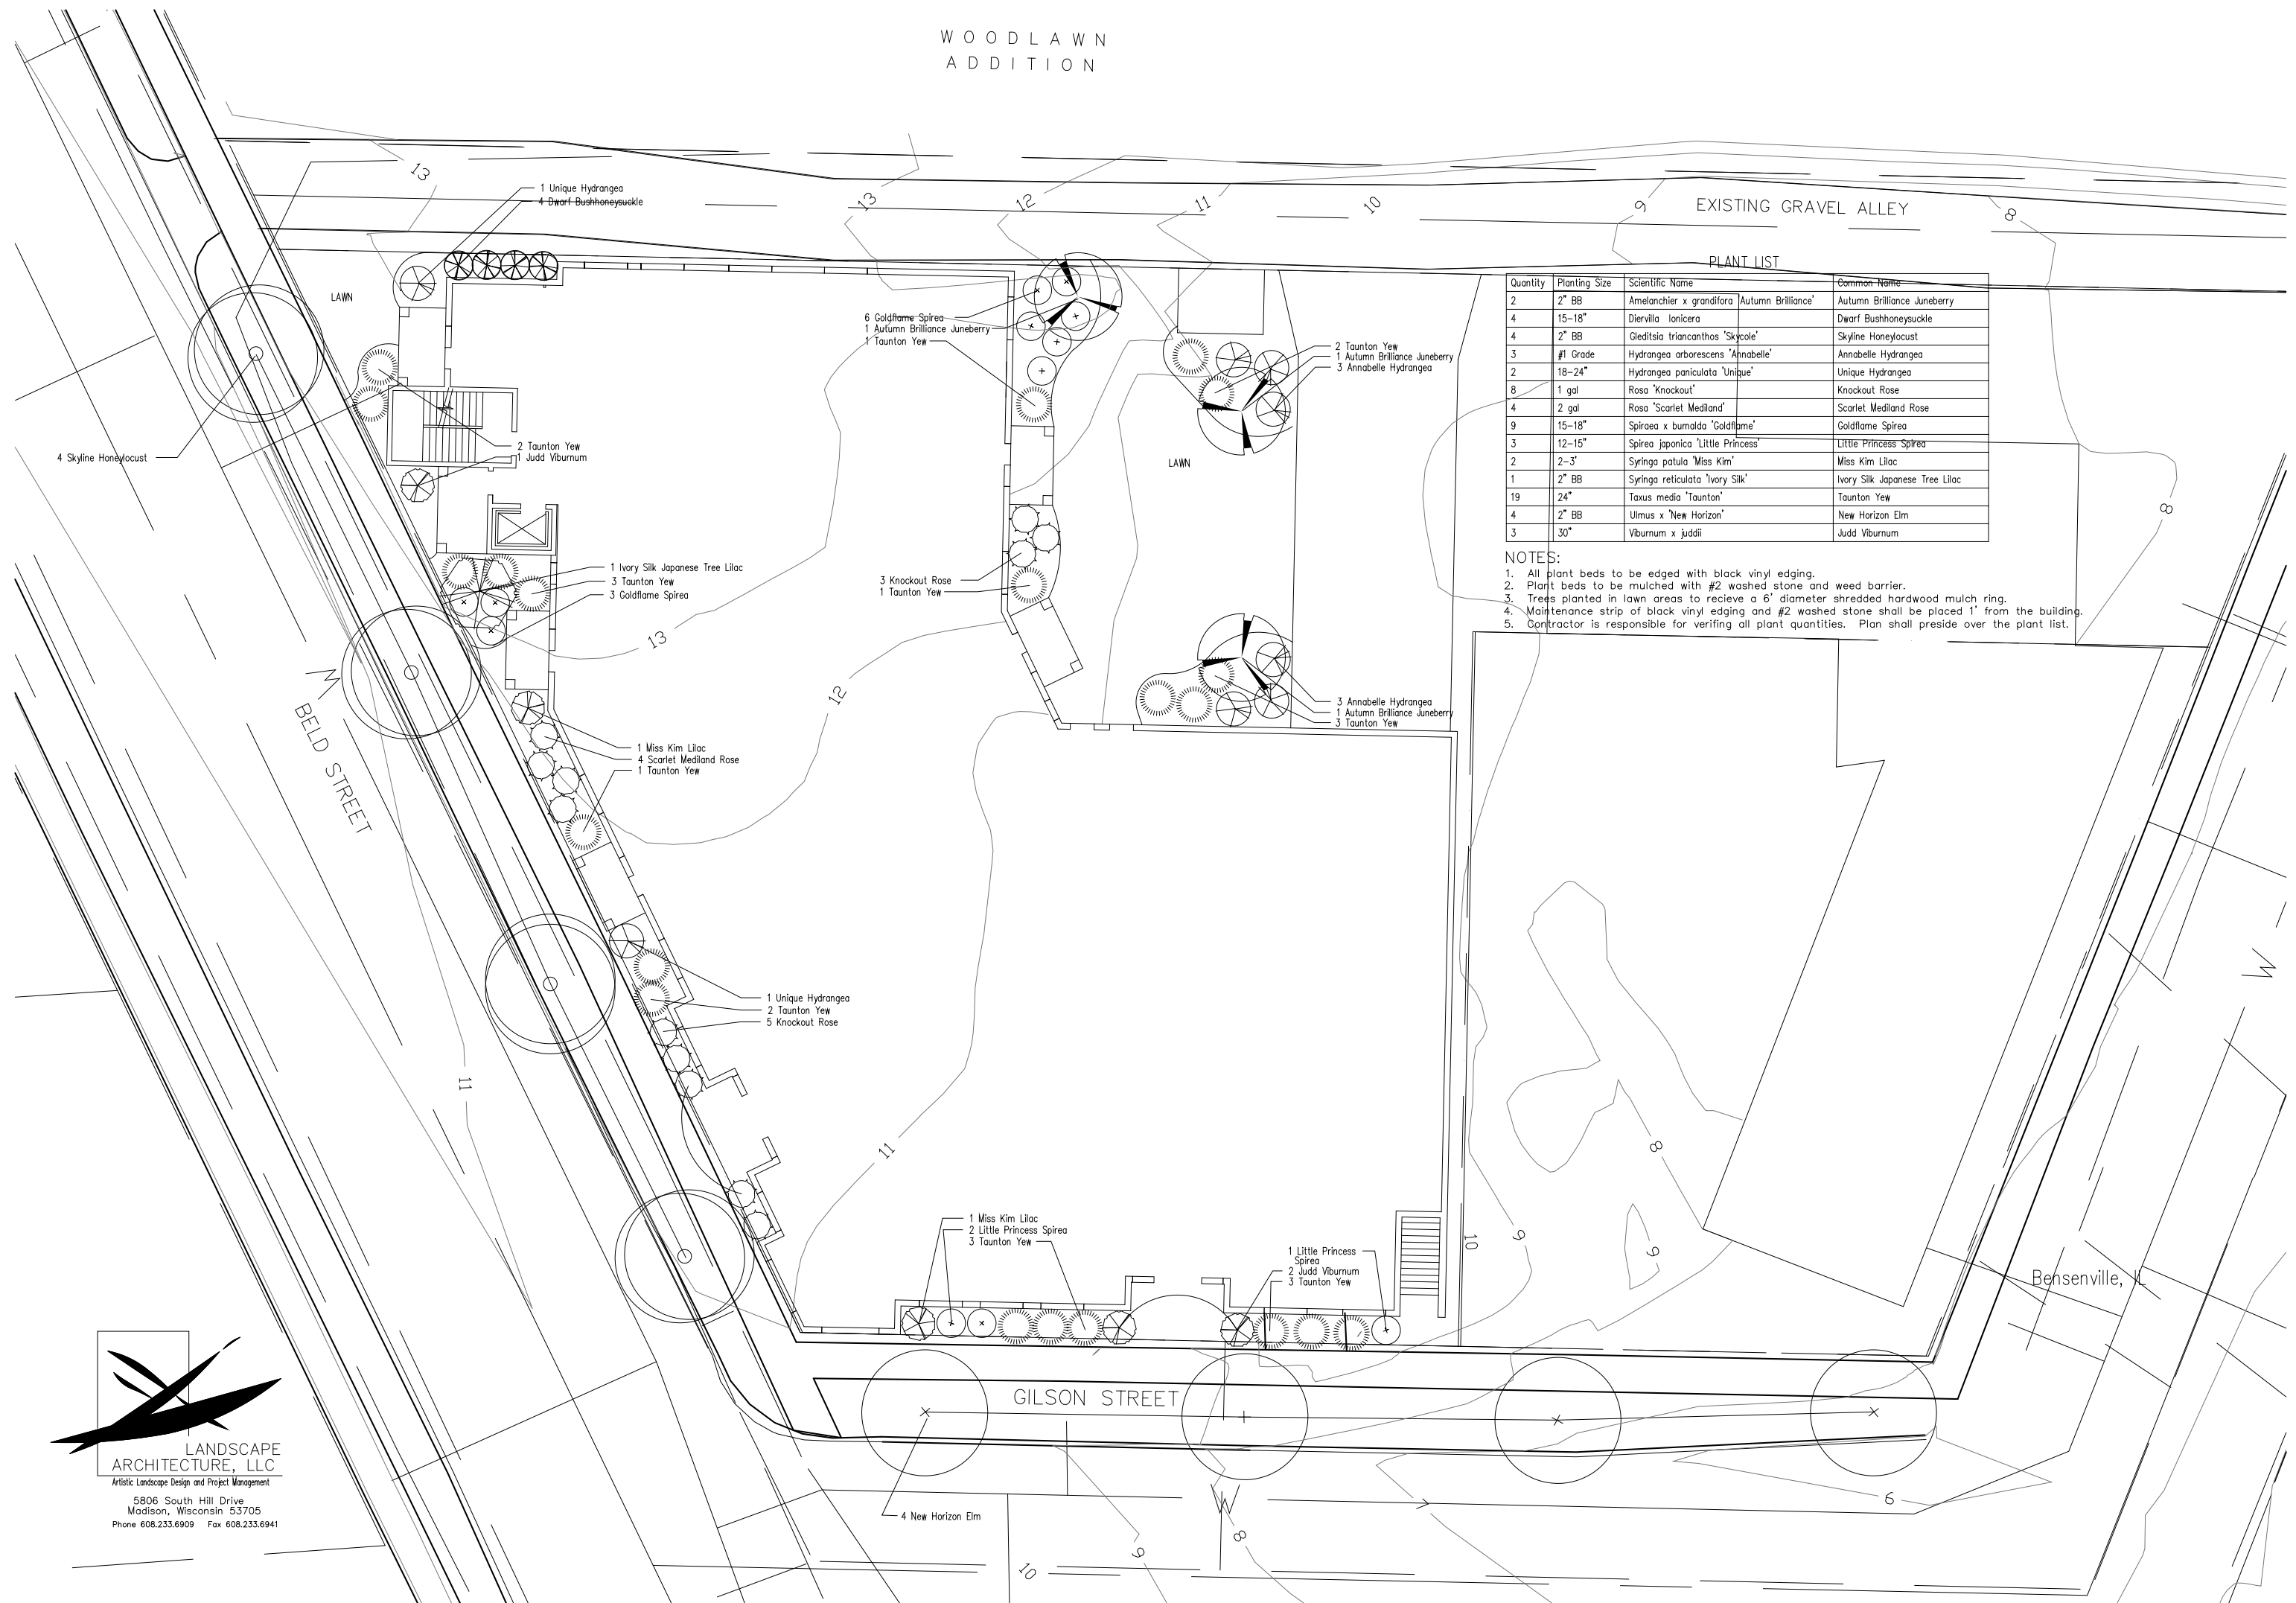 WOODLAWN
ADDITION
13
13
12
11
10
9
8
EXISTING GRAVEL ALLEY
1 Unique Hydrangea
4 Dwarf Bushhoneysuckle
LAWN
6 Goldflame Spirea
1 Autumn Brilliance Juneberry
1 Taunton Yew
2 Taunton Yew
1 Autumn Brilliance Juneberry
3 Annabelle Hydrangea
LAWN
4 Skyline Honeylocust
2 Taunton Yew
1 Judd Viburnum
PLANT LIST
Quantity Planting Size Scientific Name Common Name
2 2" BB Amelanchier x grandifora 'Autumn Brilliance' Autumn Brilliance Juneberry
4 15-18" Diervilla lonicera Dwarf Bushhoneysuckle
4 2" BB Gleditsia triancanthos 'Skycole' Skyline Honeylocust
3 #1 Grade Hydrangea arborescens 'Annabelle' Annabelle Hydrangea
2 18-24" Hydrangea paniculata 'Unique' Unique Hydrangea
8 1 gal Rosa 'Knockout' Knockout Rose
4 2 gal Rosa 'Scarlet Mediland' Scarlet Mediland Rose
9 15-18" Spiraea x bumalda 'Goldflame' Goldflame Spirea
3 12-15" Spirea japonica 'Little Princess' Little Princess Spirea
2 2-3' Syringa patula 'Miss Kim' Miss Kim Lilac
1 2" BB Syringa reticulata 'Ivory Silk' Ivory Silk Japanese Tree Lilac
19 24" Taxus media 'Taunton' Taunton Yew
4 2" BB Ulmus x 'New Horizon' New Horizon Elm
3 30" Viburnum x juddii Judd Viburnum
8
NOTES:
1. All plant beds to be edged with black vinyl edging.
2. Plant beds to be mulched with #2 washed stone and weed barrier.
3. Trees planted in lawn areas to recieve a 6' diameter shredded hardwood mulch ring.
4. Maintenance strip of black vinyl edging and #2 washed stone shall be placed 1' from the building.
5. Contractor is responsible for verifing all plant quantities. Plan shall preside over the plant list.
1 Ivory Silk Japanese Tree Lilac
3 Taunton Yew
3 Goldflame Spirea
3 Knockout Rose
1 Taunton Yew
13
12
3 Annabelle Hydrangea
1 Autumn Brilliance Juneberry
3 Taunton Yew
W
BELD STREET
1 Miss Kim Lilac
4 Scarlet Mediland Rose
1 Taunton Yew
1 Unique Hydrangea
2 Taunton Yew
5 Knockout Rose
W
11
11
8
9
10
9
1 Miss Kim Lilac
2 Little Princess Spirea
3 Taunton Yew
1 Little Princess
Spirea
2 Judd Viburnum
3 Taunton Yew
Bensenville, IL
GILSON STREET
W
4 New Horizon Elm
6
8
9
10
LANDSCAPE
ARCHITECTURE, LLC
Artistic Landscape Design and Project Management
5806 South Hill Drive
Madison, Wisconsin 53705
Phone 608.233.6909 Fax 608.233.6941